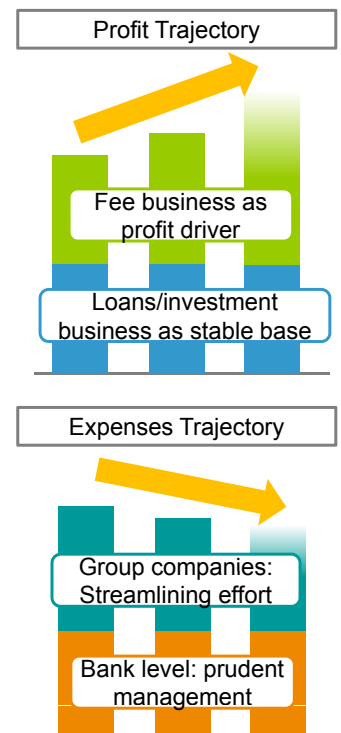 Profit Trajectory
Fee business as
profit driver
Loans/investment
business as stable base
Expenses Trajectory
Group companies:
Streamlining effort
Bank level: prudent
management